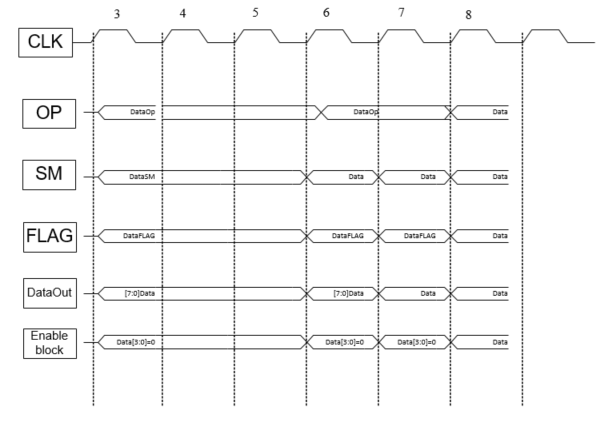 3 4 5 6 7 8
CLK
OP DataOp DataOp Data
SM DataSM Data Data Data
FLAG DataFLAG DataFLAG DataFLAG Data
DataOut [7:0]Data [7:0]Data Data Data
Enable
block
Data[3:0]=0 Data[3:0]=0 Data[3:0]=0 Data